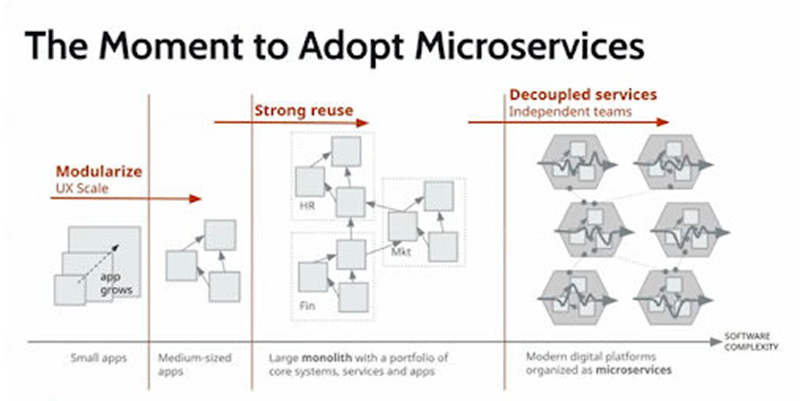 The Moment to Adopt Microservices
Decoupled services
Independent teams
Strong reuse
Modularize
UX Scale
HR
Mkt
Fin
app
grows
SOFTWARE
COMPLEXITY
Small apps
Medium-sized
apps
Large monolith with a portfolio of
core systems, services and apps
Modern digital platforms
organized as microservices